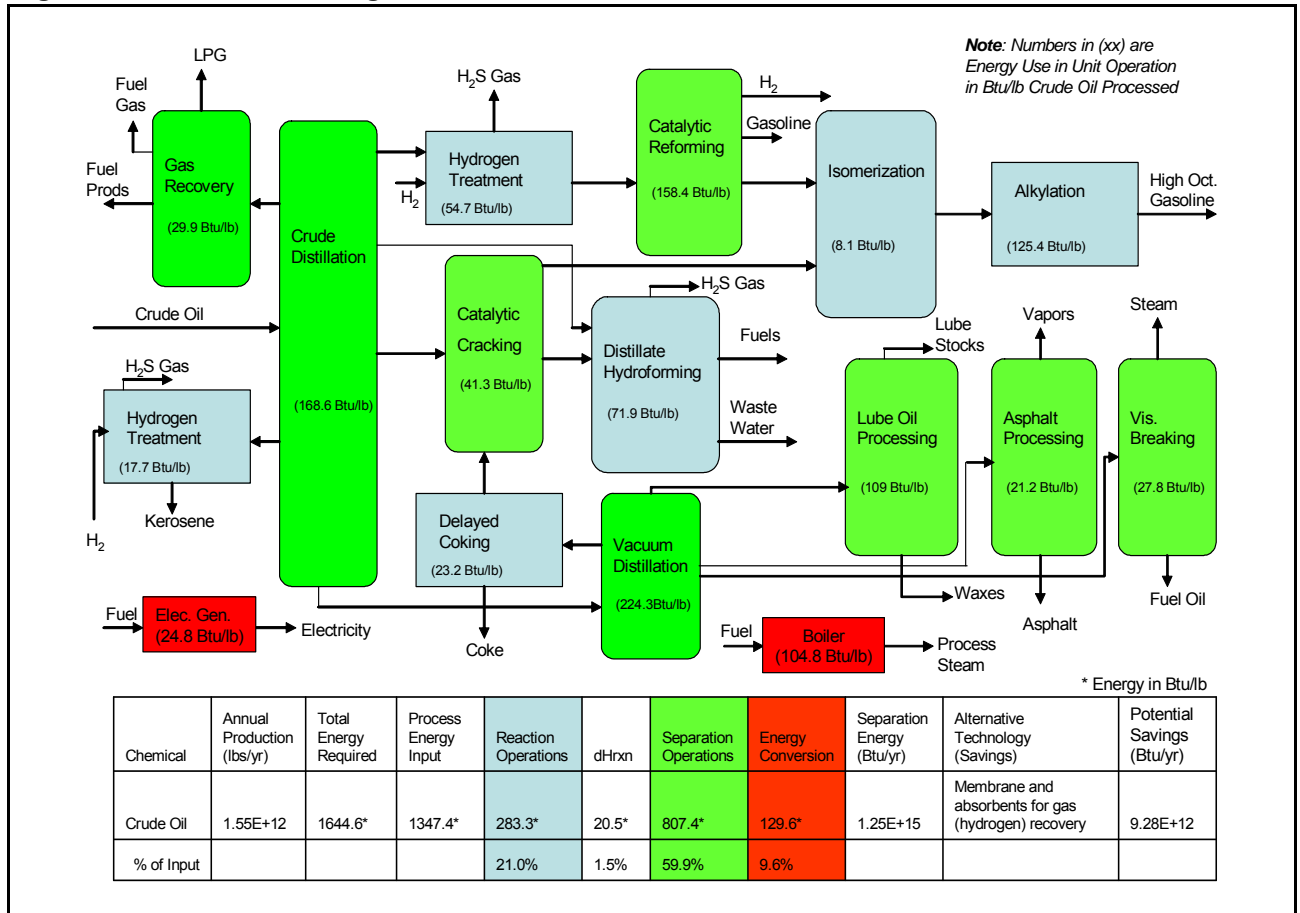 Note: Numbers in (xx) are
Energy Use in Unit Operation
in Btu/lb Crude Oil Processed
LPG
Fuel
Gas
Fuel
Prods
Gas
Recovery
(29.9 Btu/lb)
Crude
Distillation
(168.6 Btu/lb)
H2S Gas
Hydrogen
Treatment
(54.7 Btu/lb)
H2
Catalytic
Reforming
(158.4 Btu/lb)
H2
Gasoline
Isomerization
(8.1 Btu/lb)
Alkylation
(125.4 Btu/lb)
High Oct.
Gasoline
Crude Oil
H2S Gas
Hydrogen
Treatment
(17.7 Btu/lb)
Kerosene
H2
Catalytic
Cracking
(41.3 Btu/lb)
H2S Gas
Distillate
Hydroforming
(71.9 Btu/lb)
Fuels
Waste
Water
Lube
Stocks
Lube Oil
Processing
(109 Btu/lb)
Waxes
Vapors
Asphalt
Processing
(21.2 Btu/lb)
Asphalt
Steam
Vis.
Breaking
(27.8 Btu/lb)
Fuel Oil
Delayed
Coking
(23.2 Btu/lb)
Coke
Vacuum
Distillation
(224.3Btu/lb)
Fuel
Elec. Gen.
(24.8 Btu/lb)
Electricity
Fuel
Boiler
(104.8 Btu/lb)
Process
Steam
* Energy in Btu/lb
Chemical
Annual
Production
(lbs/yr)
Total
Energy
Required
Process
Energy
Input
Reaction
Operations
dHrxn
Separation
Operations
Energy
Conversion
Separation
Energy
(Btu/yr)
Alternative
Technology
(Savings)
Potential
Savings
(Btu/yr)
Crude Oil
1.55E+12
1644.6*
1347.4*
283.3*
20.5*
807.4*
129.6*
1.25E+15
Membrane and
absorbents for gas
(hydrogen) recovery
9.28E+12
% of Input
21.0%
1.5%
59.9%
9.6%